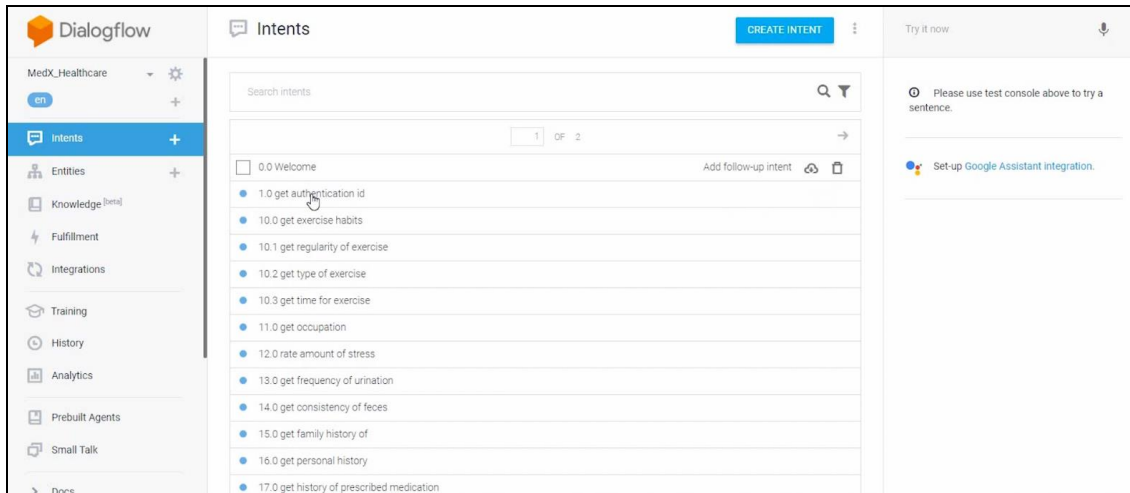 Dialogflow
MedX_Healthcare
en
Intents
Entities
Knowledge [beta]
Fulfillment
Integrations
Training
History
Analytics
Prebuilt Agents
Small Talk
Docs
Intents
CREATE INTENT
Search intents
1 OF 2
0.0 Welcome Add follow-up intent
1.0 get authentication id
10.0 get exercise habits
10.1 get regularity of exercise
10.2 get type of exercise
10.3 get time for exercise
11.0 get occupation
12.0 rate amount of stress
13.0 get frequency of urination
14.0 get consistency of feces
15.0 get family history of
16.0 get personal history
17.0 get history of prescribed medication
Try it now
Please use test console above to try a
sentence.
Set-up Google Assistant integration.